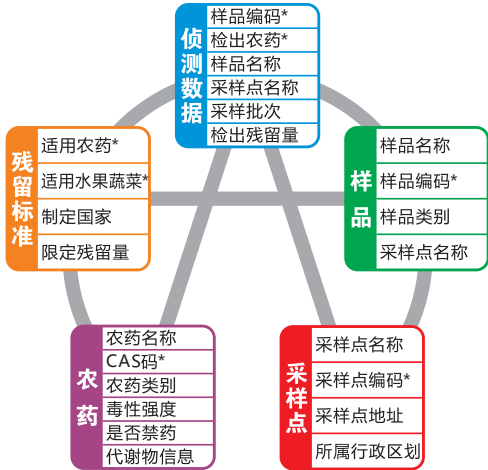 侦测数据
样品编码*
检出农药*
样品名称
采样点名称
采样批次
检出残留量
残留标准
适用农药*
适用水果蔬菜*
制定国家
限定残留量
样品
样品名称
样品编码*
样品类别
采样点名称
农药
农药名称
CAS码*
农药类别
毒性强度
是否禁药
代谢物信息
采样点
采样点名称
采样点编码*
采样点地址
所属行政区划